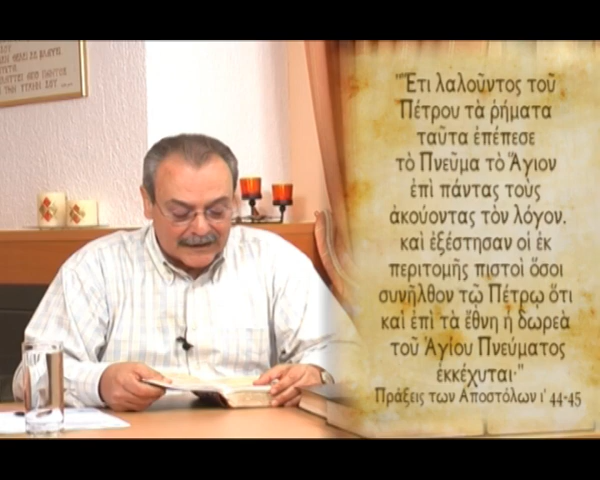 "Ἔτι λαλοῦντος τοῦ
Πέτρου τὰ ῥήματα
ταῦτα ἐπέπεσε
τὸ Πνεῦμα τὸ Ἅγιον
ἐπὶ πάντας τοὺς
ἀκούοντας τὸν λόγον.
καὶ ἐξέστησαν οἱ ἐκ
περιτομῆς πιστοὶ ὅσοι
συνῆλθον τῷ Πέτρῳ ὅτι
καὶ ἐπὶ τὰ ἔθνη ἡ δωρεὰ
τοῦ Ἁγίου Πνεύματος
ἐκκέχυται·"
Πράξεις των Αποστόλων ι' 44-45